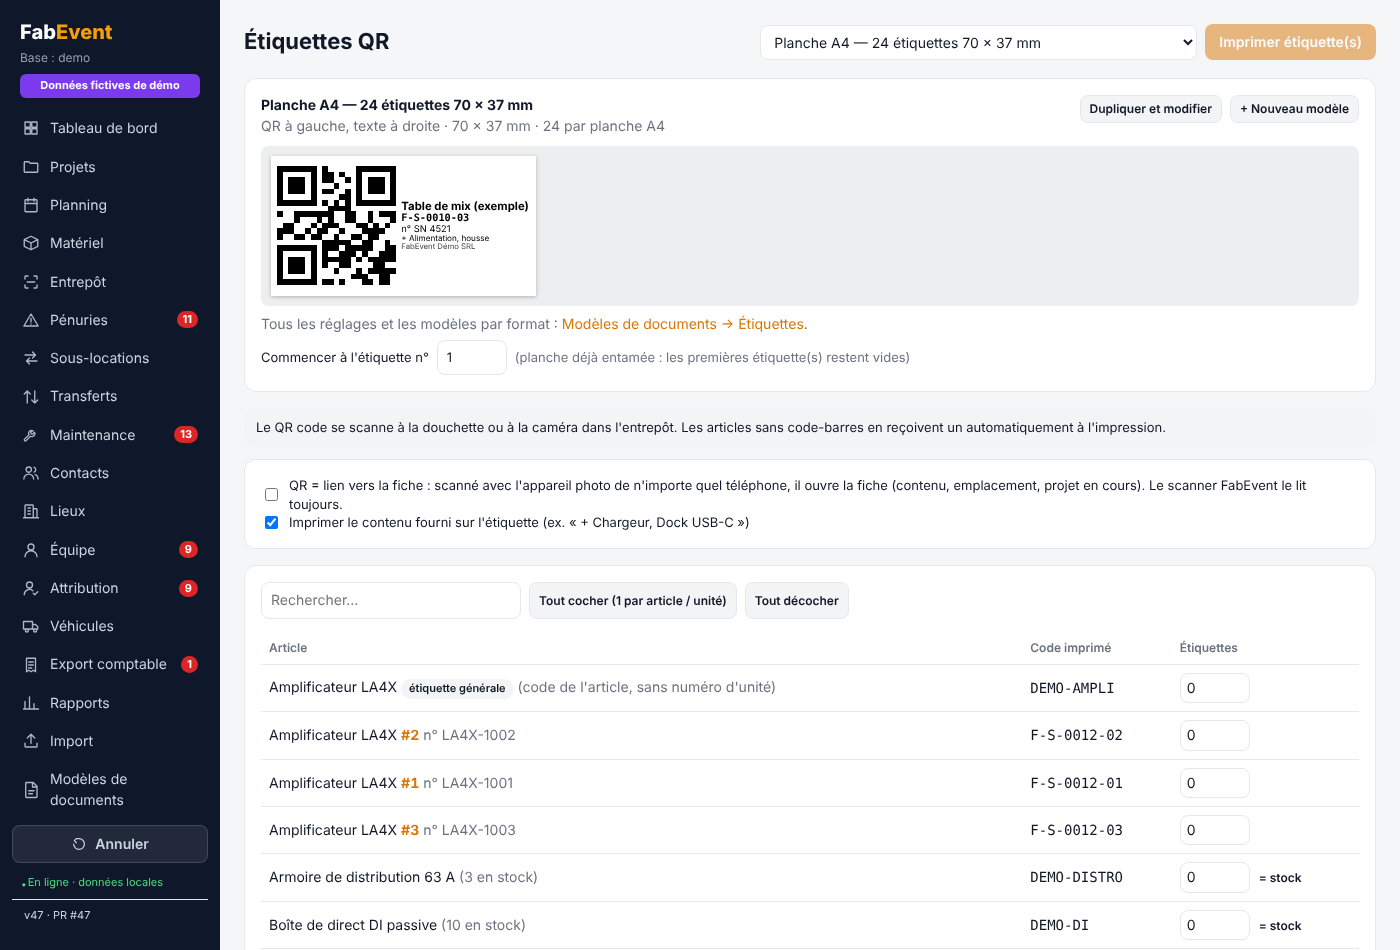 FabEvent
Base : demo
Données fictives de démo
Tableau de bord
Projets
Planning
Matériel
Entrepôt
Pénuries 11
Sous-locations
Transferts
Maintenance 13
Contacts
Lieux
Équipe 9
Attribution 9
Véhicules
Export comptable 1
Rapports
Import
Modèles de
documents
Annuler
En ligne · données locales
v47 · PR #47
Étiquettes QR
Planche A4 — 24 étiquettes 70 × 37 mm
Imprimer étiquette(s)
Planche A4 — 24 étiquettes 70 × 37 mm
QR à gauche, texte à droite · 70 × 37 mm · 24 par planche A4
Dupliquer et modifier
+ Nouveau modèle
Table de mix (exemple)
F-S-0010-03
n° SN 4521
+ Alimentation, housse
FabEvent Démo SRL
Tous les réglages et les modèles par format : Modèles de documents → Étiquettes.
Commencer à l'étiquette n° 1 (planche déjà entamée : les premières étiquette(s) restent vides)
Le QR code se scanne à la douchette ou à la caméra dans l'entrepôt. Les articles sans code-barres en reçoivent un automatiquement à l'impression.
QR = lien vers la fiche : scanné avec l'appareil photo de n'importe quel téléphone, il ouvre la fiche (contenu, emplacement, projet en cours). Le scanner FabEvent le lit
toujours.
Imprimer le contenu fourni sur l'étiquette (ex. « + Chargeur, Dock USB-C »)
Rechercher...
Tout cocher (1 par article / unité)
Tout décocher
Article Code imprimé Étiquettes
Amplificateur LA4X étiquette générale (code de l'article, sans numéro d'unité) DEMO-AMPLI 0
Amplificateur LA4X #2 n° LA4X-1002 F-S-0012-02 0
Amplificateur LA4X #1 n° LA4X-1001 F-S-0012-01 0
Amplificateur LA4X #3 n° LA4X-1003 F-S-0012-03 0
Armoire de distribution 63 A (3 en stock) DEMO-DISTRO 0 = stock
Boîte de direct DI passive (10 en stock) DEMO-DI 0 = stock